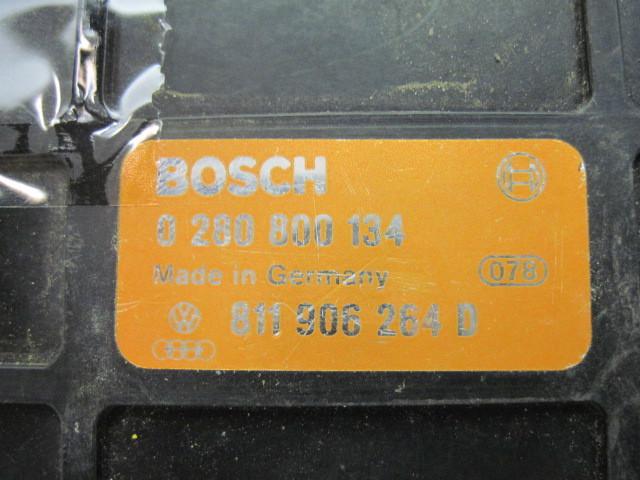 BOSCH
0 280 800 134
Made in Germany
078
811 906 264 D